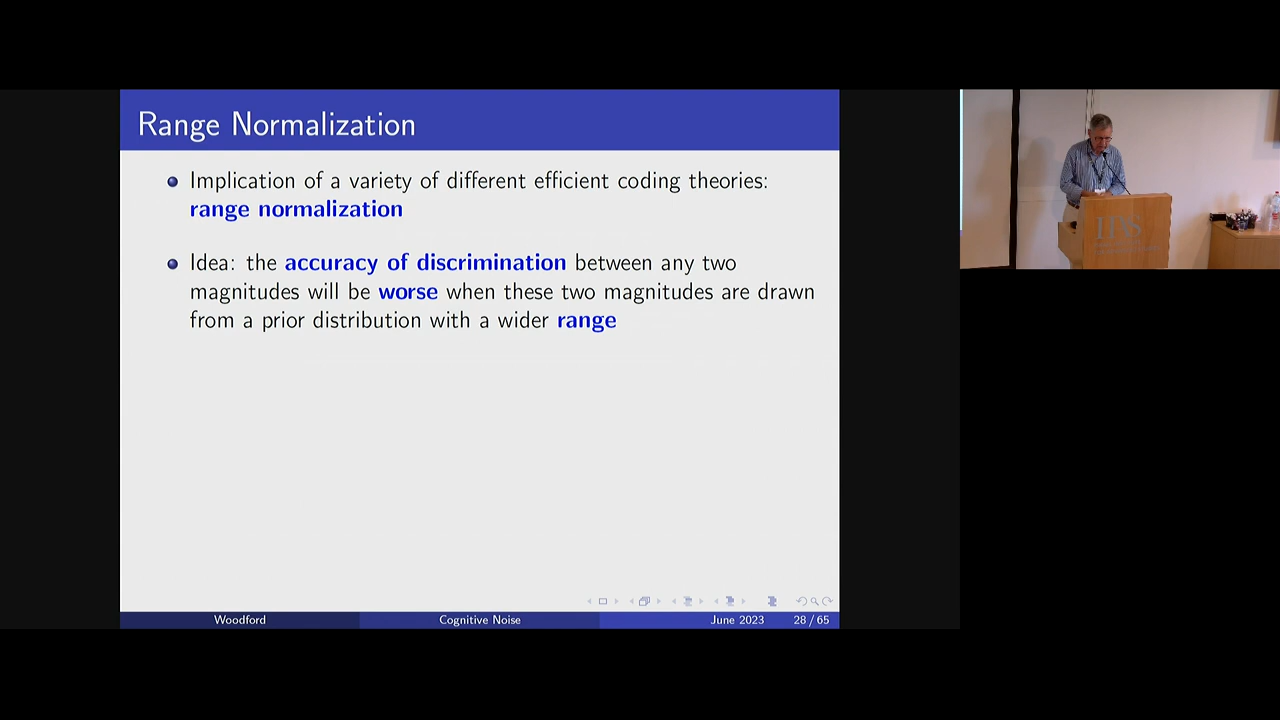 Range Normalization
Implication of a variety of different efficient coding theories:
range normalization
Idea: the accuracy of discrimination between any two
magnitudes will be worse when these two magnitudes are drawn
from a prior distribution with a wider range
Woodford
Cognitive Noise
June 2023
28 / 65